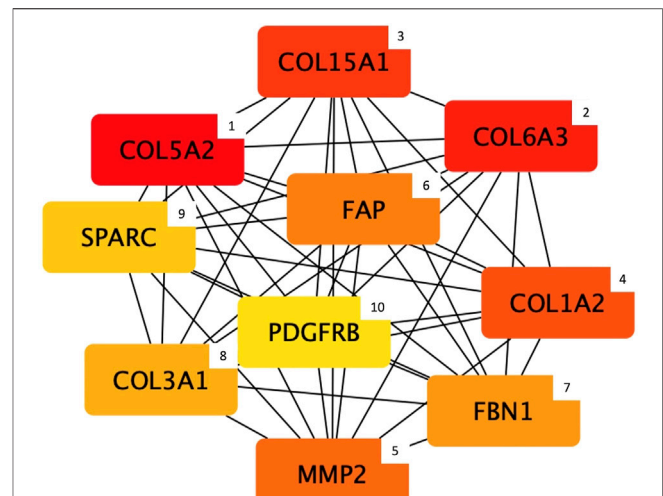 3
COL15A1
2
COL6A3
1
COL5A2
6
FAP
9
SPARC
4
COL1A2
10
PDGFRB
8
COL3A1
7
FBN1
5
MMP2